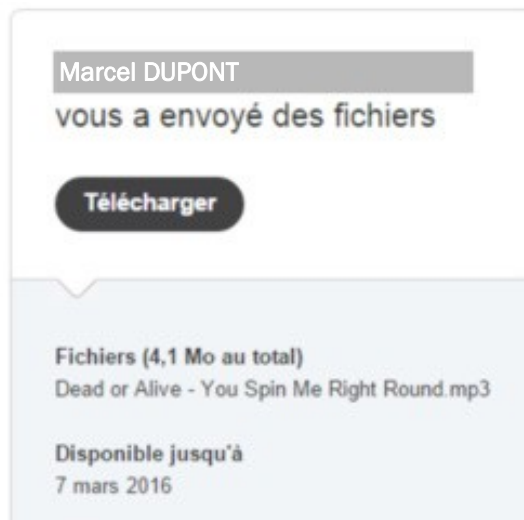 Marcel DUPONT
vous a envoyé des fichiers
Télécharger
Fichiers (4,1 Mo au total)
Dead or Alive - You Spin Me Right Round.mp3
Disponible jusqu'à
7 mars 2016